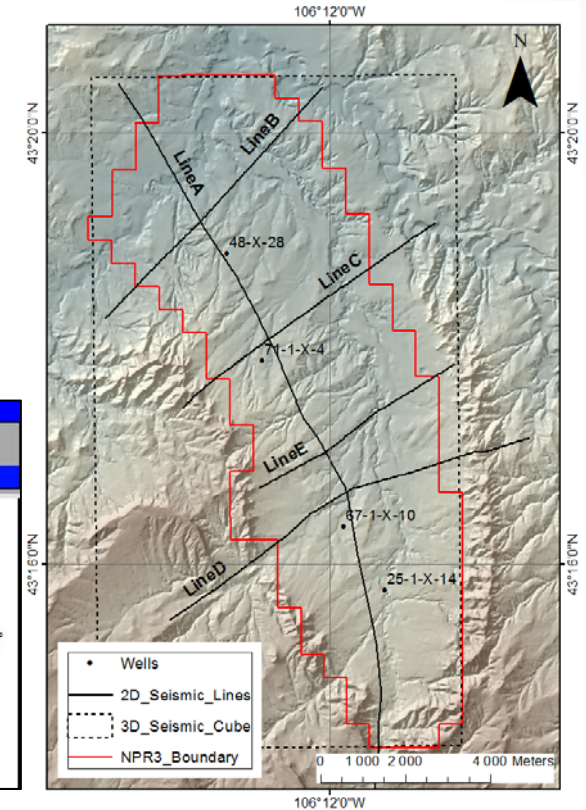 106°12'0"W
N
43°20'0"N
43°20'0"N
LineB
LineA
48-X-28
LineC
71-1-X-4
LineE
67-1-X-10
43°16'0"N
43°16'0"N
25-1-X-14
LineD
Wells
2D_Seismic_Lines
3D_Seismic_Cube
NPR3_Boundary
0 1 000 2 000 4 000 Meters
106°12'0"W